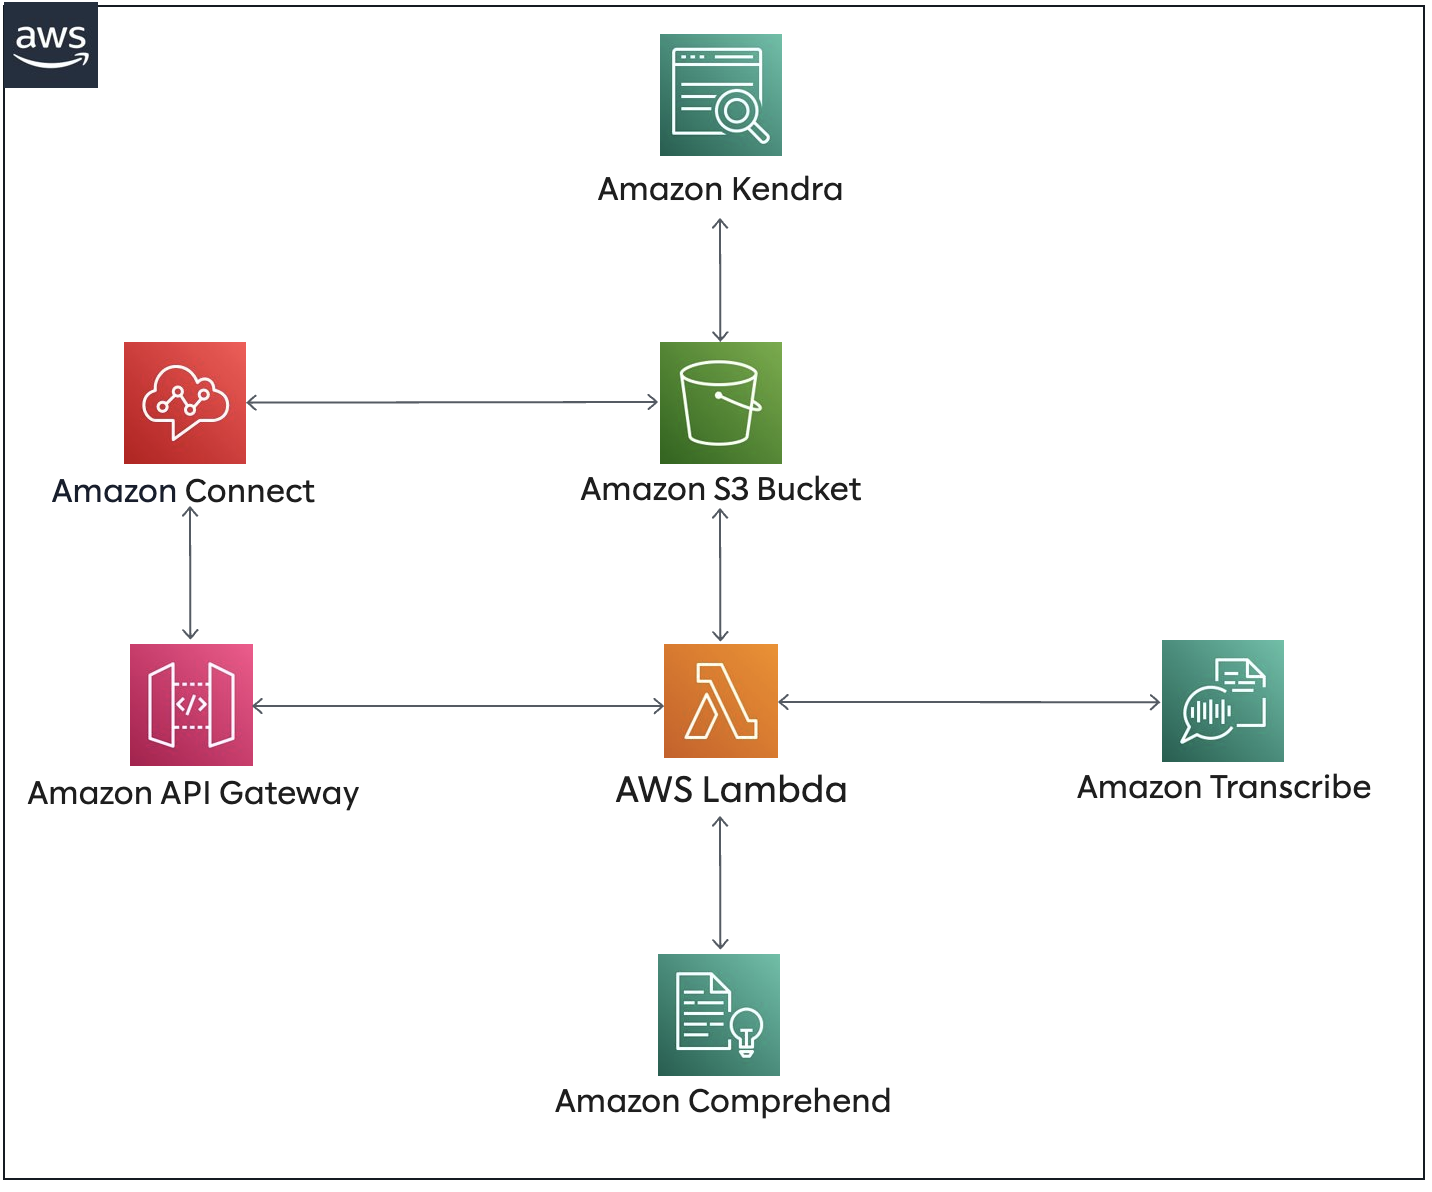 aws
Amazon Kendra
Amazon Connect
Amazon S3 Bucket
</>
Amazon API Gateway
AWS Lambda
Amazon Transcribe
Amazon Comprehend